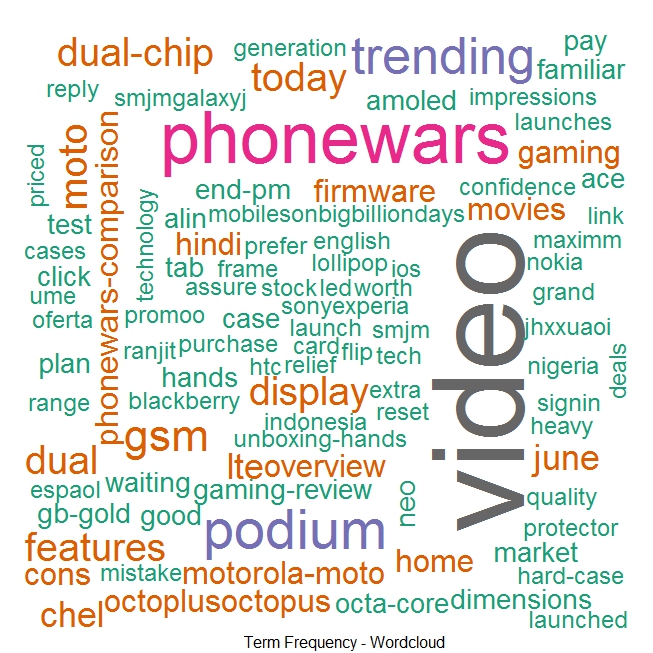 generation
dual-chip
trending
pay
today
familiar
reply
smjmgalaxyj
amoled
impressions
phonewars
launches
moto
priced
phonewars-comparison
gaming
end-pm
firmware
confidence
ace
technology
test
alin
mobilesonbigbilliondays
movies
link
hindi
prefer
english
maximm
cases
video
tab
frame
lollipop
ios
nokia
click
assure
stock
led
worth
grand
ume
sonyexperia
oferta
promoo
case
launch
smjm
jhxxuaoi
ranjit
purchase
card
flip
tech
plan
htc
relief
nigeria
deals
hands
display
extra
range
blackberry
reset
signin
indonesia
heavy
gsm
unboxing-hands
dual
lte
overview
june
espaol
waiting
gaming-review
neo
quality
gb-gold
good
podium
protector
features
home
market
cons
mistake
motorola-moto
hard-case
chel
octoplusoctopus
octa-core
dimensions
launched
Term Frequency - Wordcloud